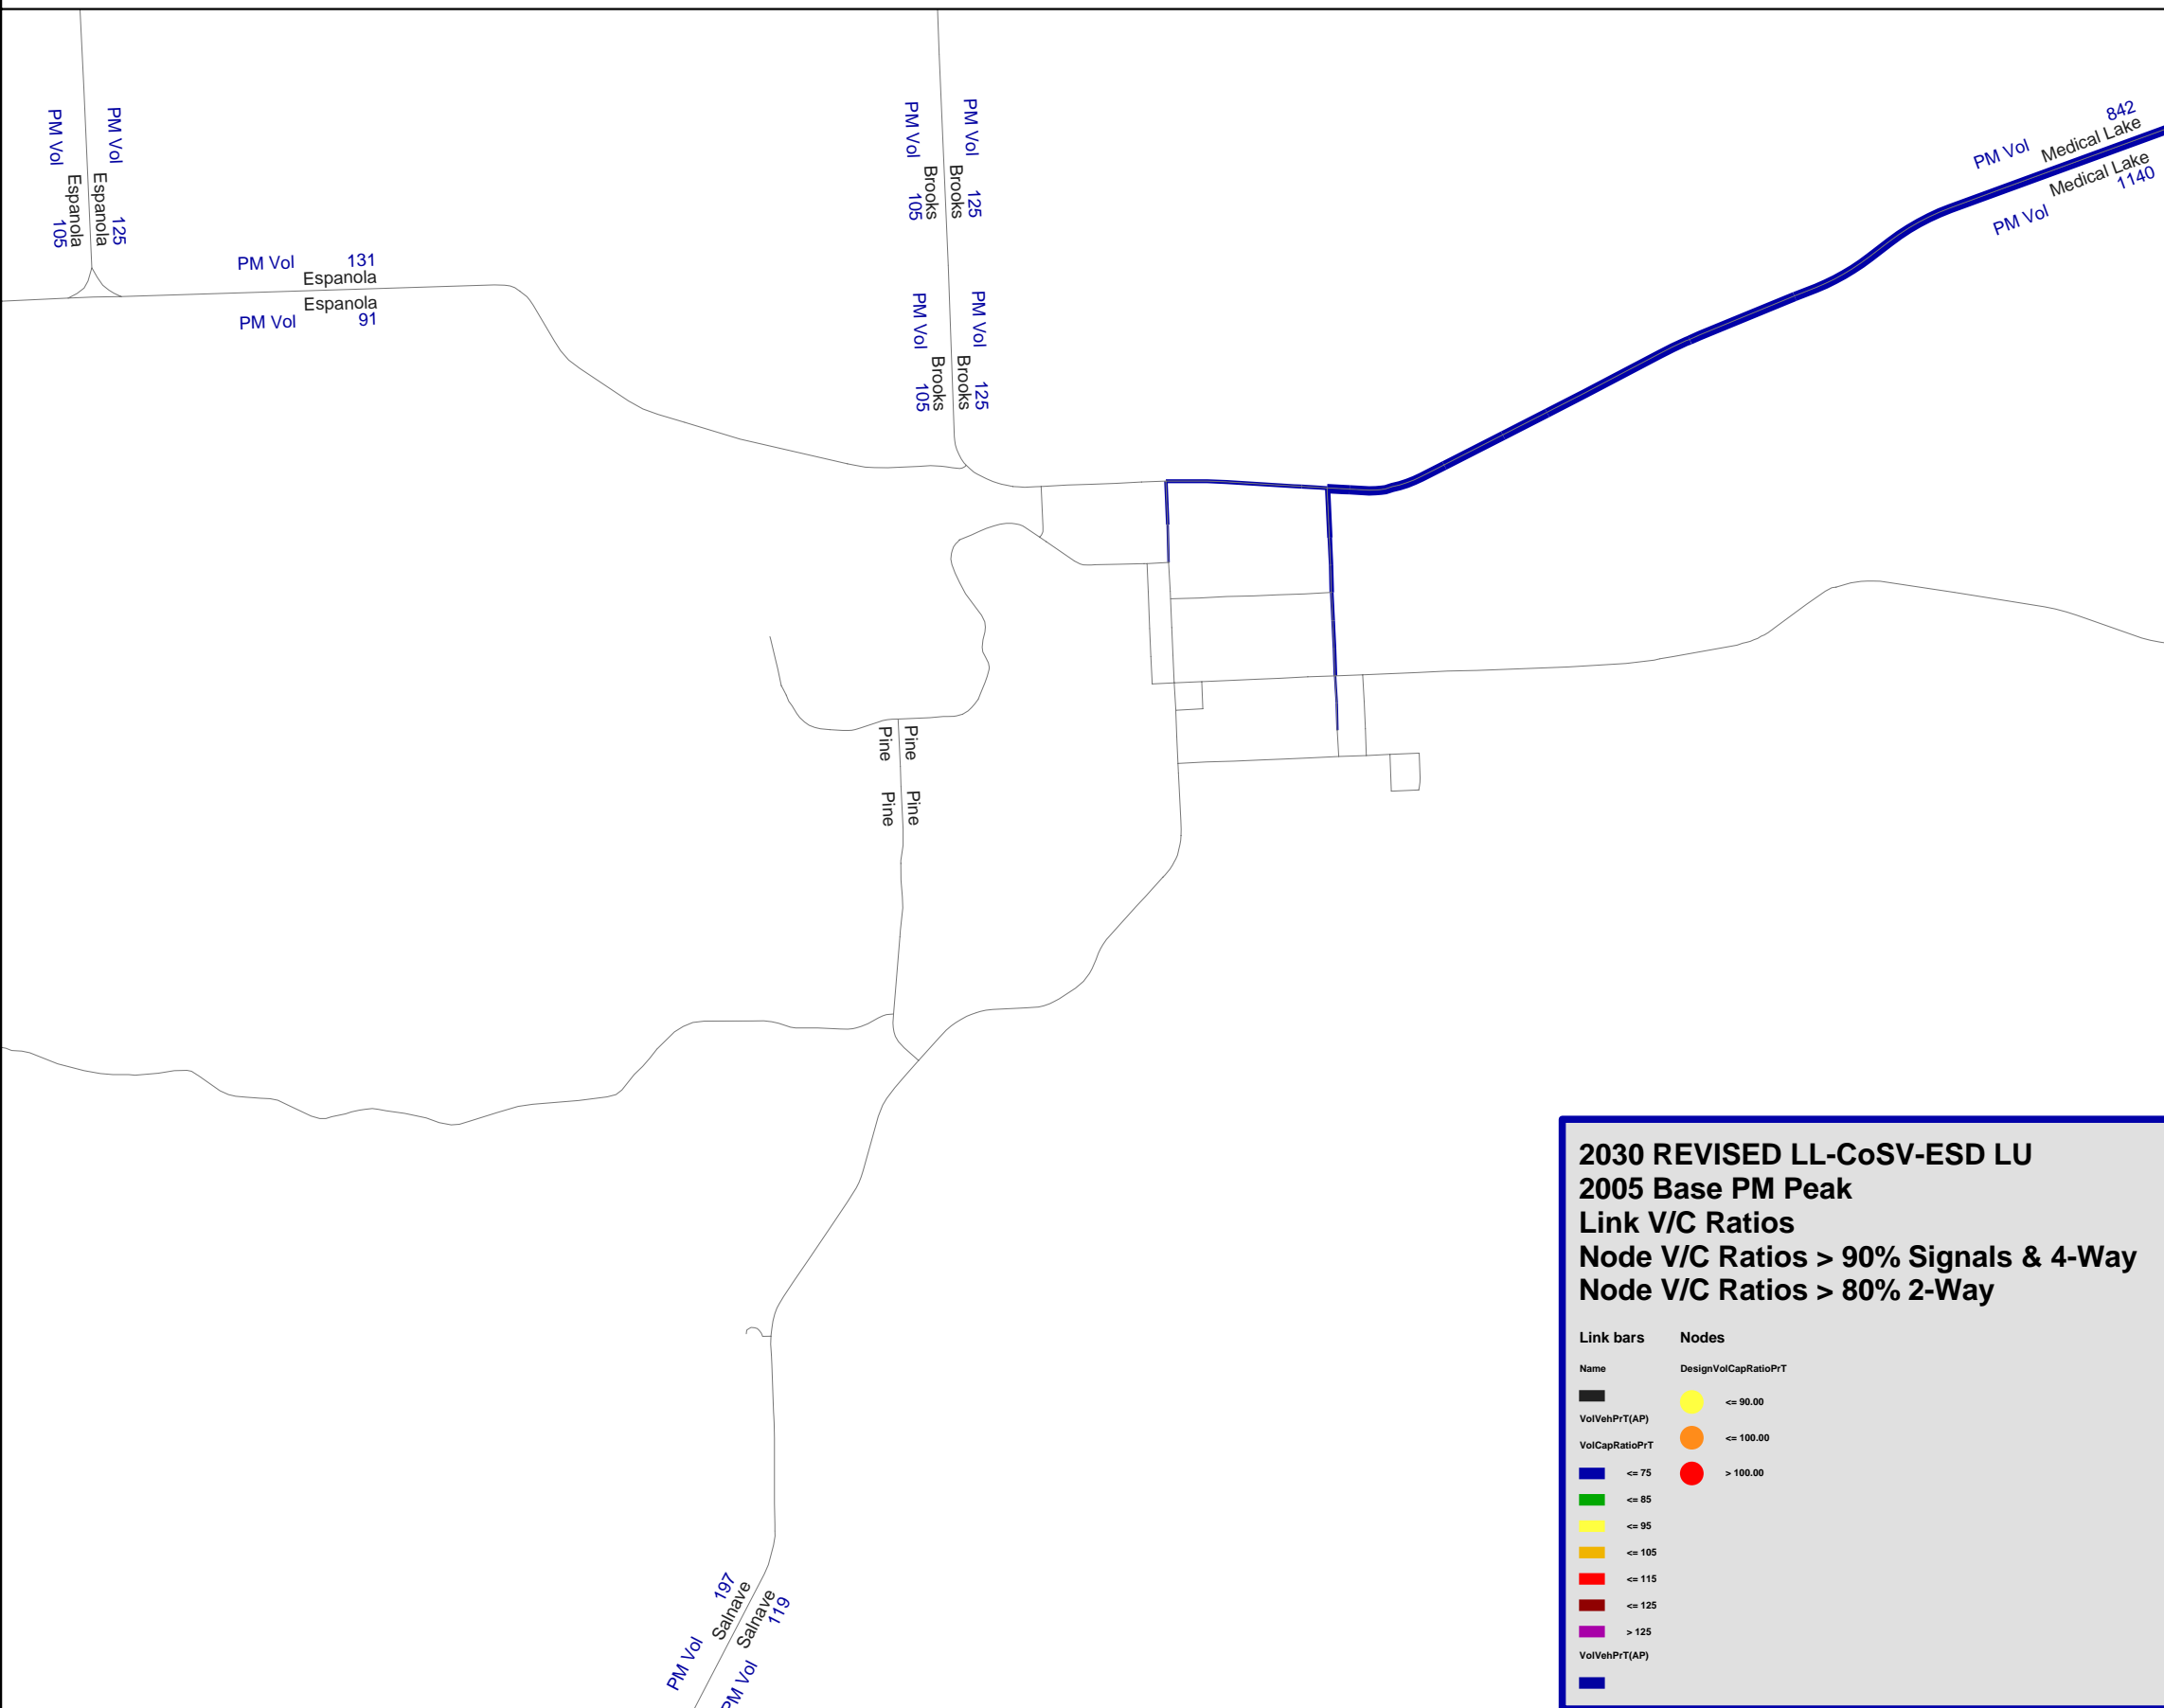 PM Vol
Espanola
105
PM Vol
Espanola
125
PM Vol 131
Espanola
Espanola
PM Vol 91
PM Vol
Brooks
105
PM Vol
Brooks
125
PM Vol
Brooks
105
PM Vol
Brooks
125
842
PM Vol Medical Lake
Medical Lake
PM Vol 1140
Pine
Pine
Pine
Pine
PM Vol 197
Salnave
Salnave
PM Vol 119
2030 REVISED LL-CoSV-ESD LU
2005 Base PM Peak
Link V/C Ratios
Node V/C Ratios > 90% Signals & 4-Way
Node V/C Ratios > 80% 2-Way
Link bars Nodes
Name DesignVolCapRatioPrT
<= 90.00
VolVehPrT(AP)
<= 100.00
VolCapRatioPrT
<= 75 > 100.00
<= 85
<= 95
<= 105
<= 115
<= 125
> 125
VolVehPrT(AP)